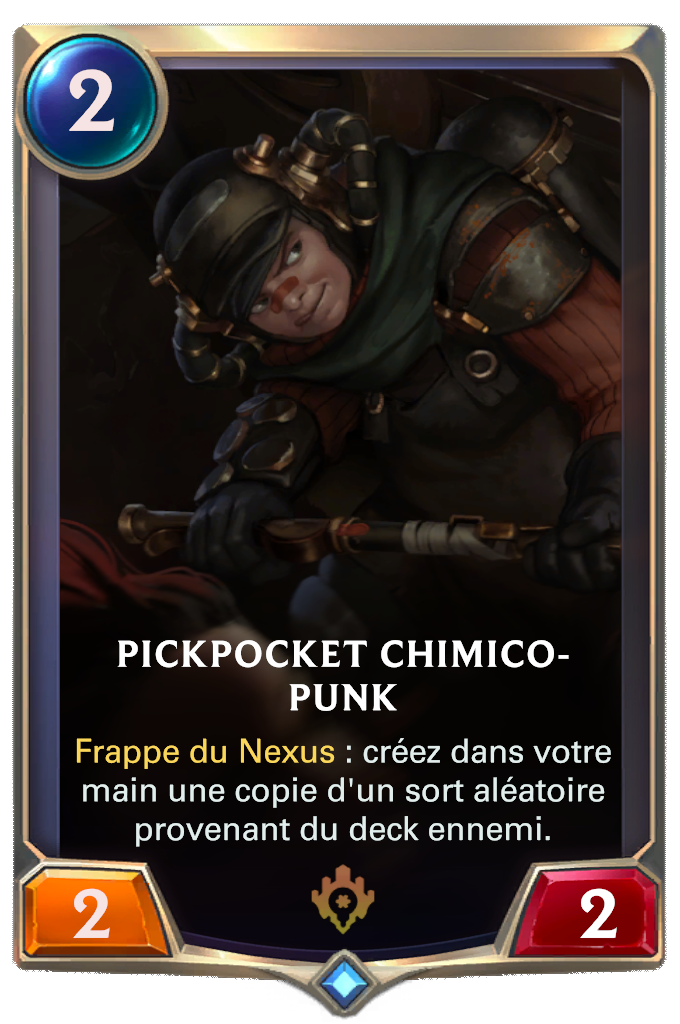 2
PICKPOCKET CHIMICO-
PUNK
Frappe du Nexus : créez dans votre
main une copie d'un sort aléatoire
provenant du deck ennemi.
2
2